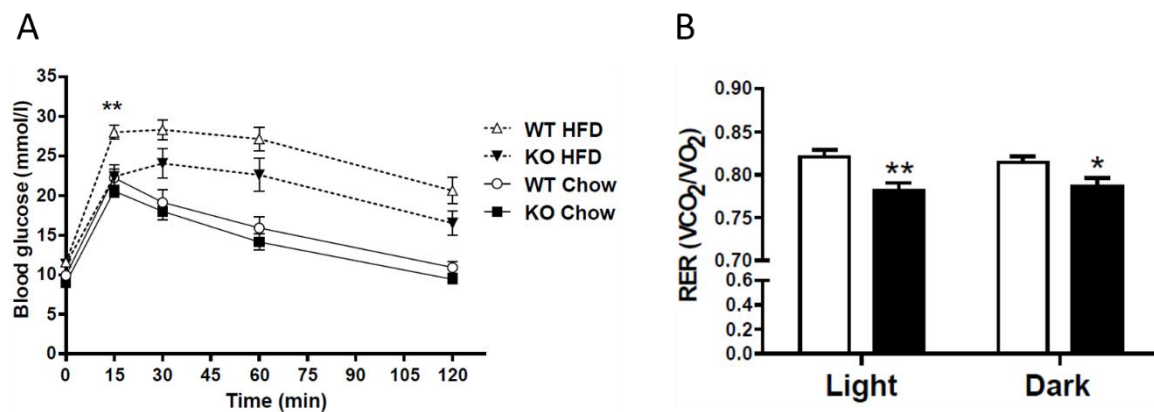 A
35
30
25
20
15
10
5
0
Blood glucose (mmol/l)
**
0 15 30 45 60 75 90 105 120
Time (min)
WT HFD
KO HFD
WT Chow
KO Chow
B
0.90
0.85
0.80
0.75
0.70
0.6
0.4
0.2
0.0
RER (VCO₂/VO₂)
**
*
Light Dark